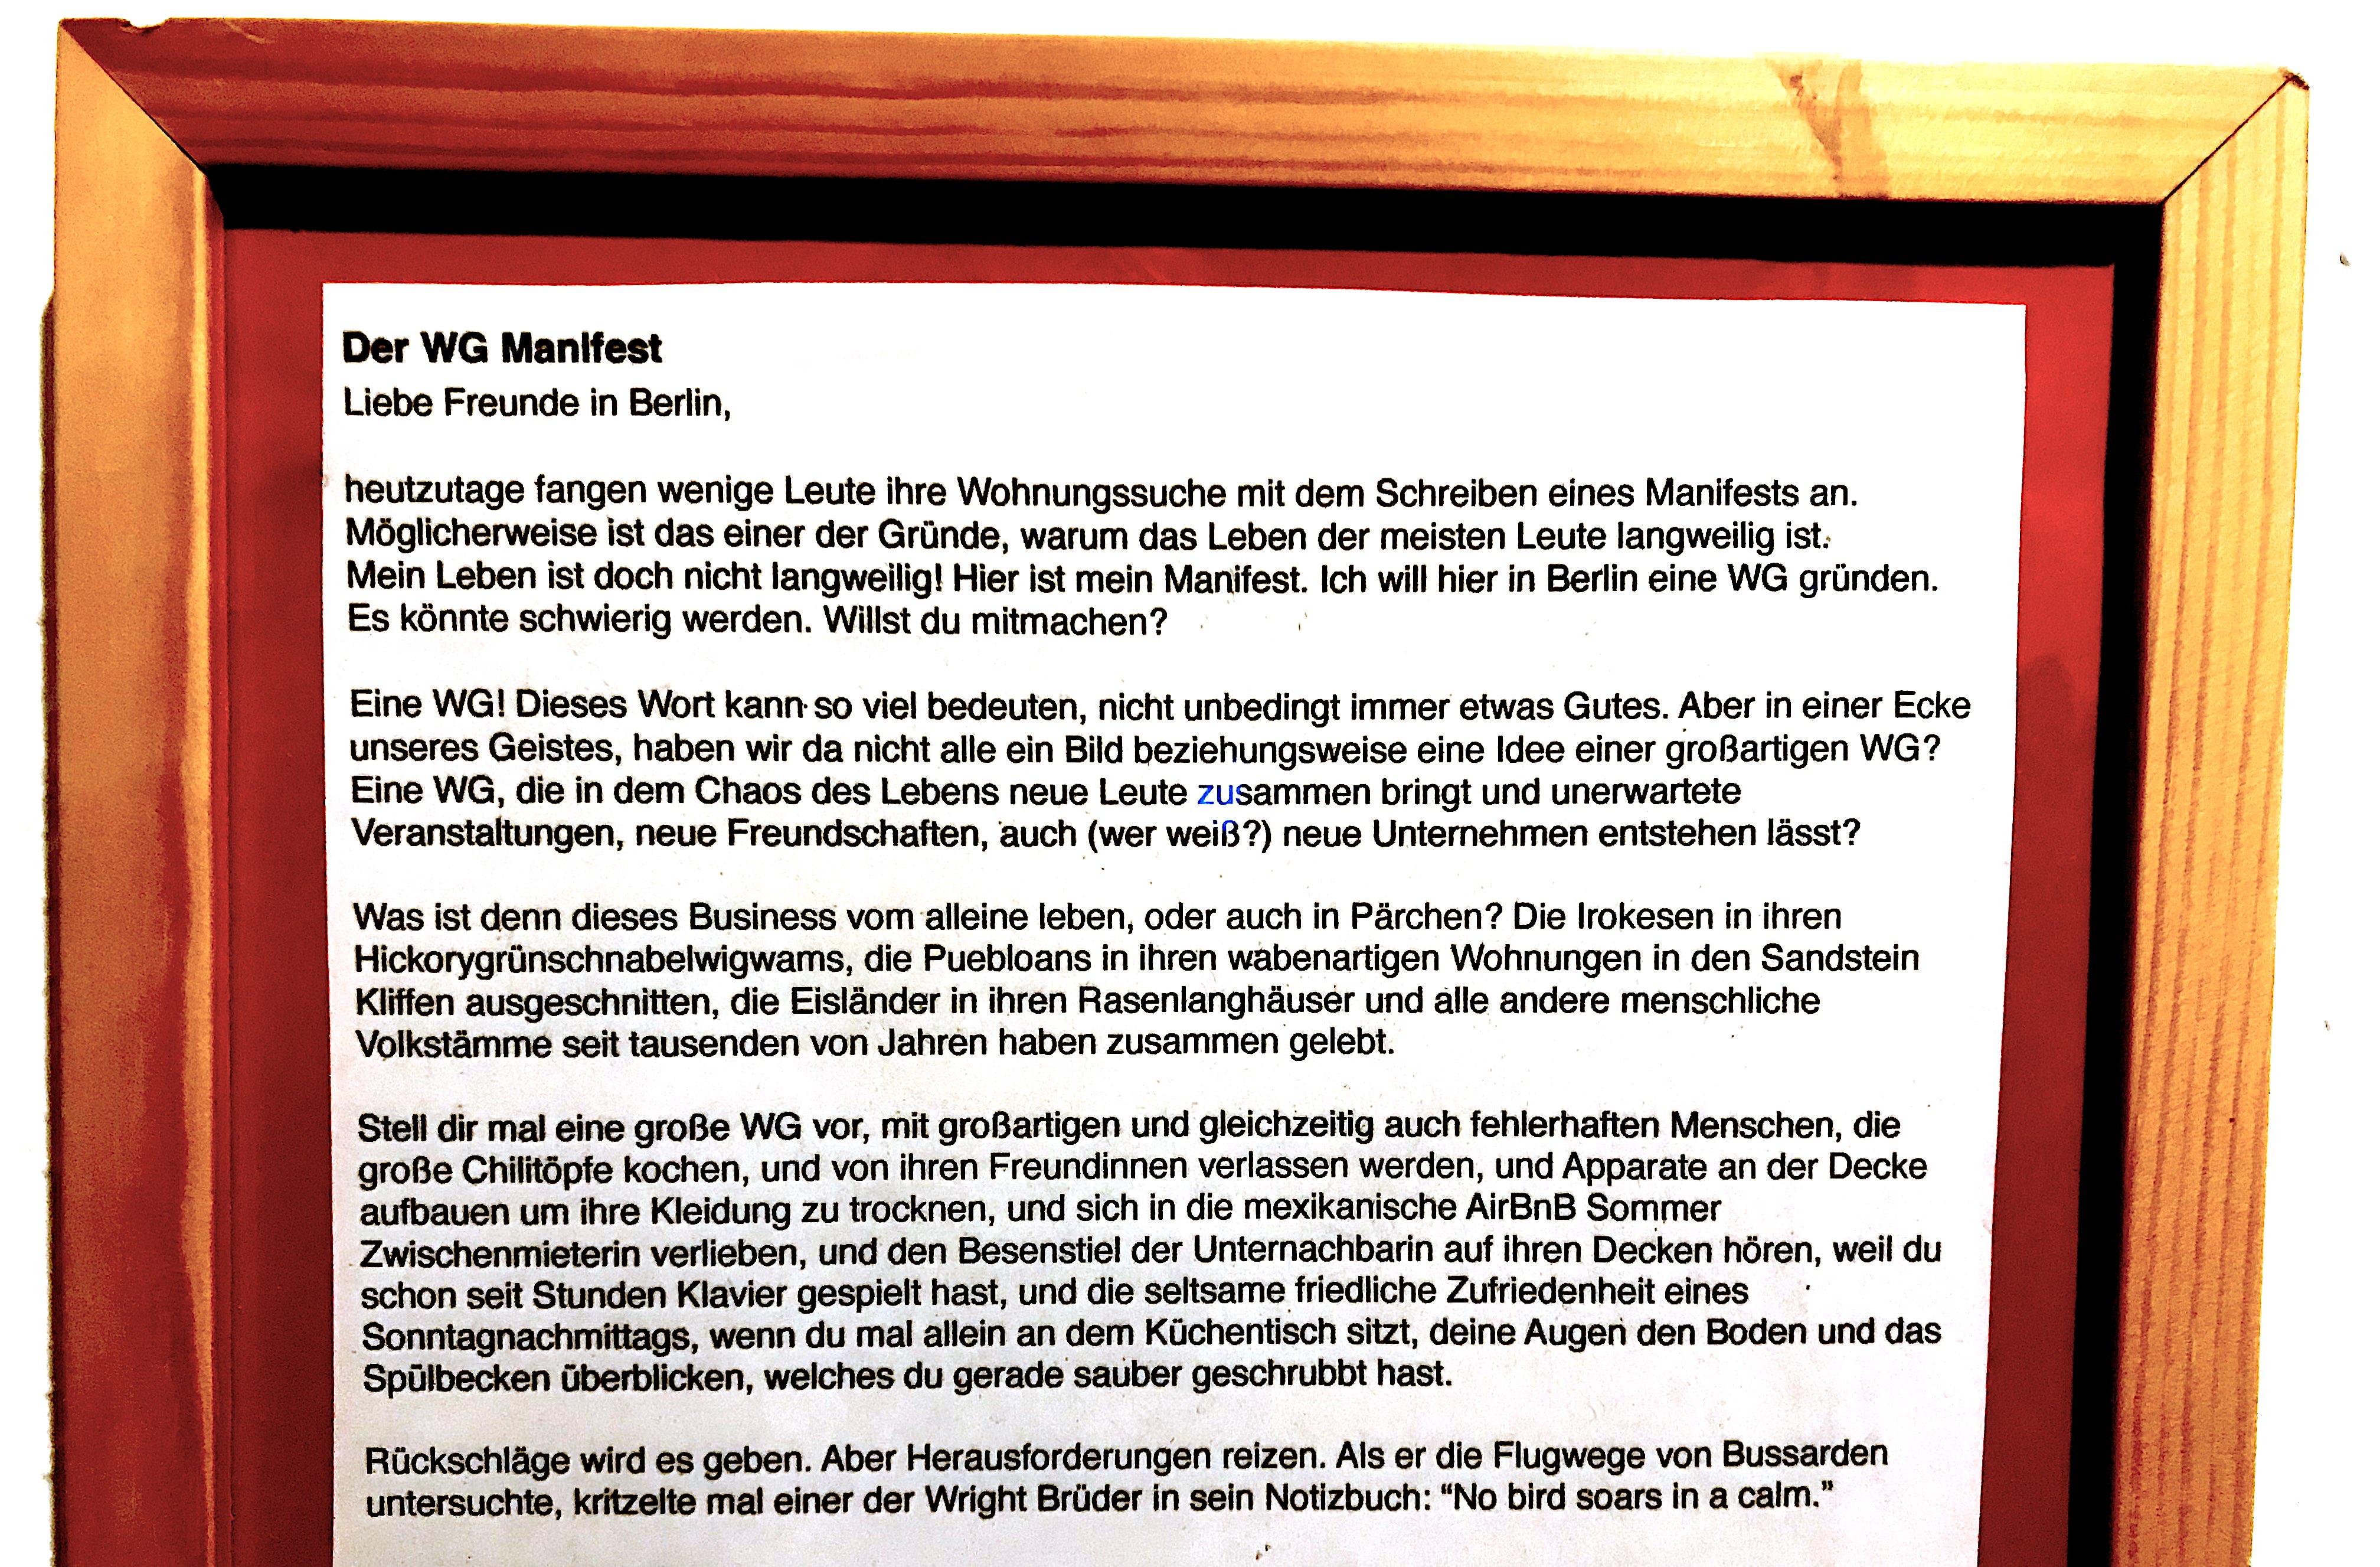 Der WG Manifest
Liebe Freunde in Berlin,
heutzutage fangen wenige Leute ihre Wohnungssuche mit dem Schreiben eines Manifests an.
Möglicherweise ist das einer der Gründe, warum das Leben der meisten Leute langweilig ist.
Mein Leben ist doch nicht langweilig! Hier ist mein Manifest. Ich will hier in Berlin eine WG gründen.
Es könnte schwierig werden. Willst du mitmachen?
Eine WG! Dieses Wort kann so viel bedeuten, nicht unbedingt immer etwas Gutes. Aber in einer Ecke
unseres Geistes, haben wir da nicht alle ein Bild beziehungsweise eine Idee einer großartigen WG?
Eine WG, die in dem Chaos des Lebens neue Leute zusammen bringt und unerwartete
Veranstaltungen, neue Freundschaften, auch (wer weiß?) neue Unternehmen entstehen lässt?
Was ist denn dieses Business vom alleine leben, oder auch in Pärchen? Die Irokesen in ihren
Hickorygrünschnabelwigwams, die Puebloans in ihren wabenartigen Wohnungen in den Sandstein
Kliffen ausgeschnitten, die Eisländer in ihren Rasenlanghäuser und alle andere menschliche
Volkstämme seit tausenden von Jahren haben zusammen gelebt.
Stell dir mal eine große WG vor, mit großartigen und gleichzeitig auch fehlerhaften Menschen, die
große Chilitöpfe kochen, und von ihren Freundinnen verlassen werden, und Apparate an der Decke
aufbauen um ihre Kleidung zu trocknen, und sich in die mexikanische AirBnB Sommer
Zwischenmieterin verlieben, und den Besenstiel der Unternachbarin auf ihren Decken hören, weil du
schon seit Stunden Klavier gespielt hast, und die seltsame friedliche Zufriedenheit eines
Sonntagnachmittags, wenn du mal allein an dem Küchentisch sitzt, deine Augen den Boden und das
Spülbecken überblicken, welches du gerade sauber geschrubbt hast.
Rückschläge wird es geben. Aber Herausforderungen reizen. Als er die Flugwege von Bussarden
untersuchte, kritzelte mal einer der Wright Brüder in sein Notizbuch: “No bird soars in a calm.”